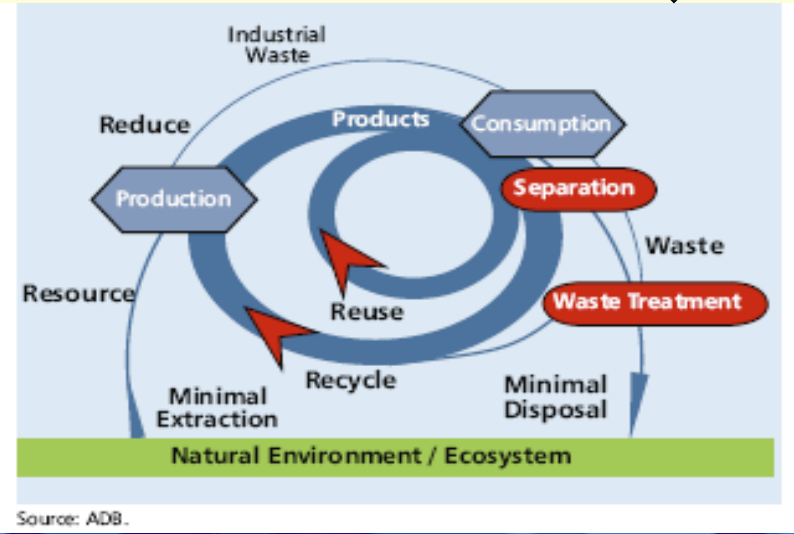 Industrial
Waste
Reduce
Products
Consumption
Production
Separation
Waste
Resource
Waste Treatment
Reuse
Recycle
Minimal
Extraction
Minimal
Disposal
Natural Environment / Ecosystem
Source: ADB.